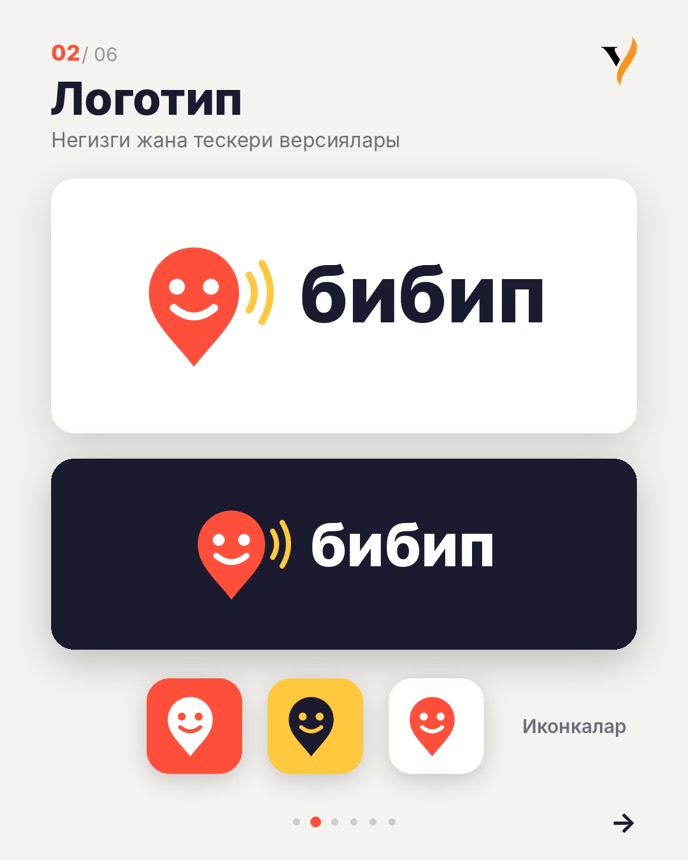 02 / 06
Логотип
Негизги жана тескери версиялары
бибип
бибип
Иконкалар